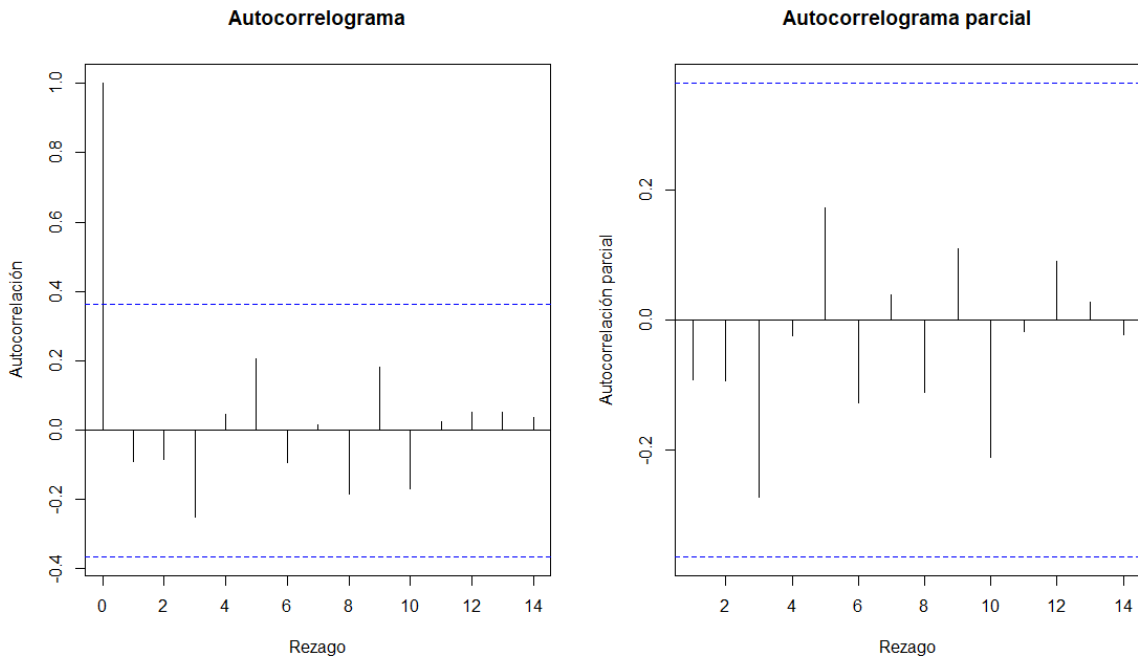 Autocorrelograma
1.0
0.8
0.6
0.4
0.2
0.0
-0.2
-0.4
Autocorrelación
0 2 4 6 8 10 12 14
Rezago
Autocorrelograma parcial
0.2
0.0
-0.2
Autocorrelación parcial
2 4 6 8 10 12 14
Rezago